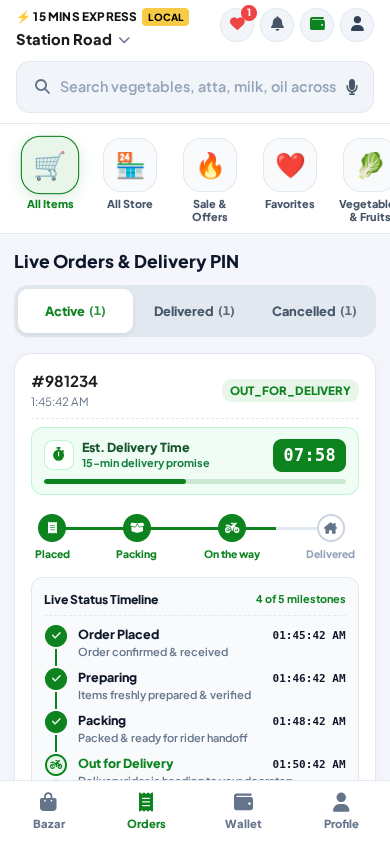 ⚡ 15 MINS EXPRESS LOCAL
1
Station Road
Search vegetables, atta, milk, oil across
All Items
All Store
Sale & Offers
Favorites
Vegetable & Fruits
Live Orders & Delivery PIN
Active (1)
Delivered (1)
Cancelled (1)
#981234
OUT_FOR_DELIVERY
1:45:42 AM
Est. Delivery Time
15-min delivery promise
07:58
Placed
Packing
On the way
Delivered
Live Status Timeline
4 of 5 milestones
Order Placed
01:45:42 AM
Order confirmed & received
Preparing
01:46:42 AM
Items freshly prepared & verified
Packing
01:48:42 AM
Packed & ready for rider handoff
Out for Delivery
01:50:42 AM
Bazar
Orders
Wallet
Profile